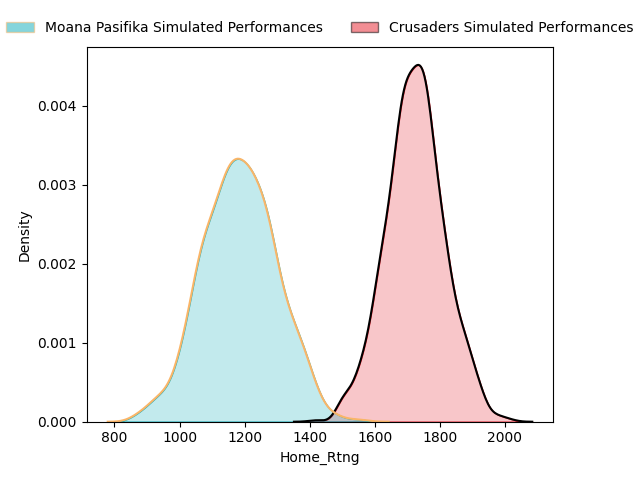 Moana Pasifika Simulated Performances
Crusaders Simulated Performances
0.004
0.003
0.002
0.001
0.000
Density
800 1000 1200 1400 1600 1800 2000
Home_Rtng